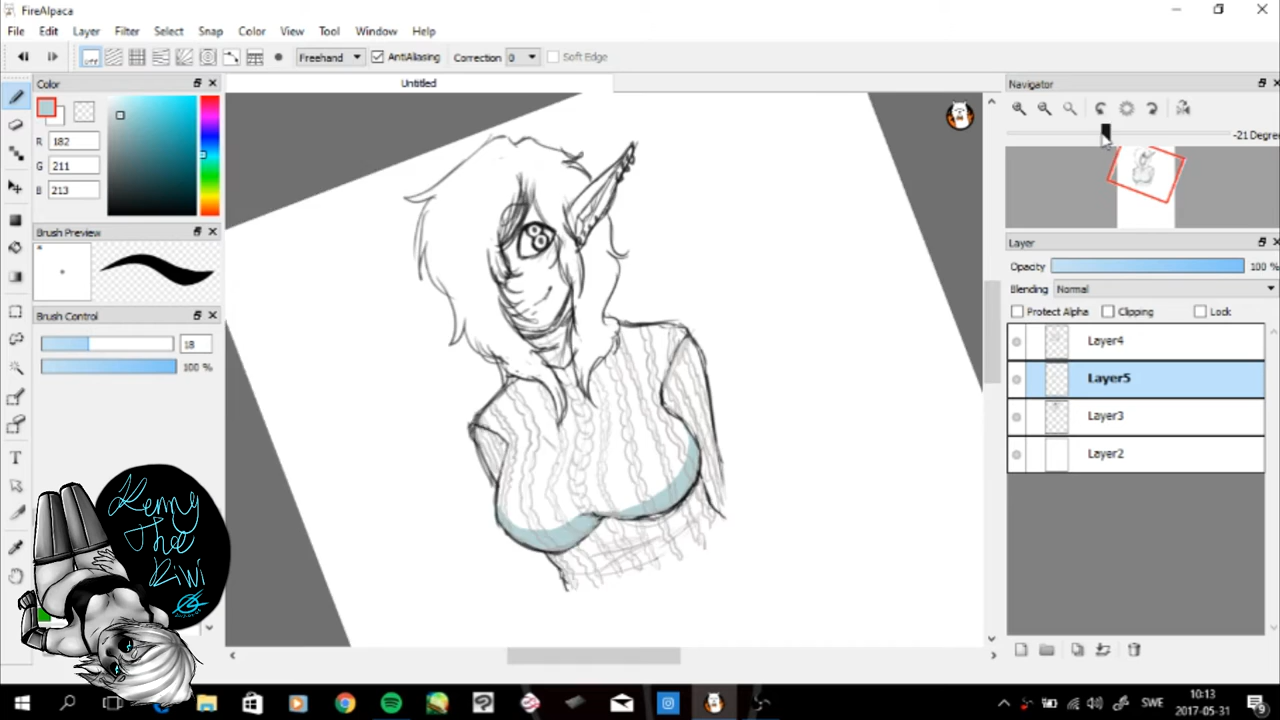 FireAlpaca
File Edit Layer Filter Select Snap Color View Tool Window Help
OFF Freehand AntiAliasing Correction 0 Soft Edge
Color
R 182
G 211
B 213
Brush Preview
Brush Control
18
100 %
Untitled
Navigator
-21 Degree
Layer
Opacity 100 %
Blending Normal
Protect Alpha Clipping Lock
Layer4
Layer5
Layer3
Layer2
Kenny
The
Kiwi
SWE
10:13
2017-05-31